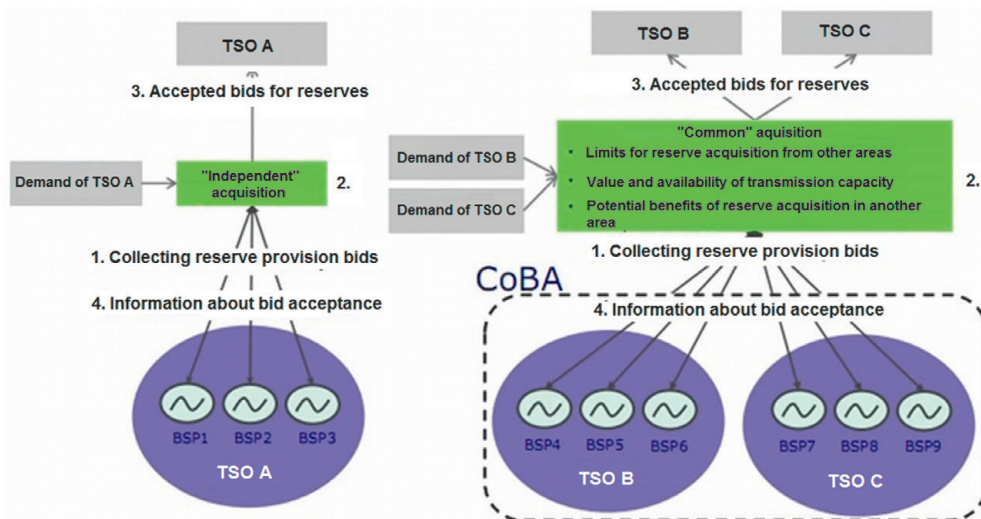 TSO A
3. Accepted bids for reserves
Demand of TSO A
"Independent"
acquisition
2.
1. Collecting reserve provision bids
4. Information about bid acceptance
BSP1
BSP2
BSP3
TSO A
TSO B
TSO C
3. Accepted bids for reserves
Demand of TSO B
Demand of TSO C
"Common" aquisition
• Limits for reserve acquisition from other areas
• Value and availability of transmission capacity
• Potential benefits of reserve acquisition in another
area
2.
1. Collecting reserve provision bids
CoBA
4. Information about bid acceptance
BSP4
BSP5
BSP6
TSO B
BSP7
BSP8
BSP9
TSO C